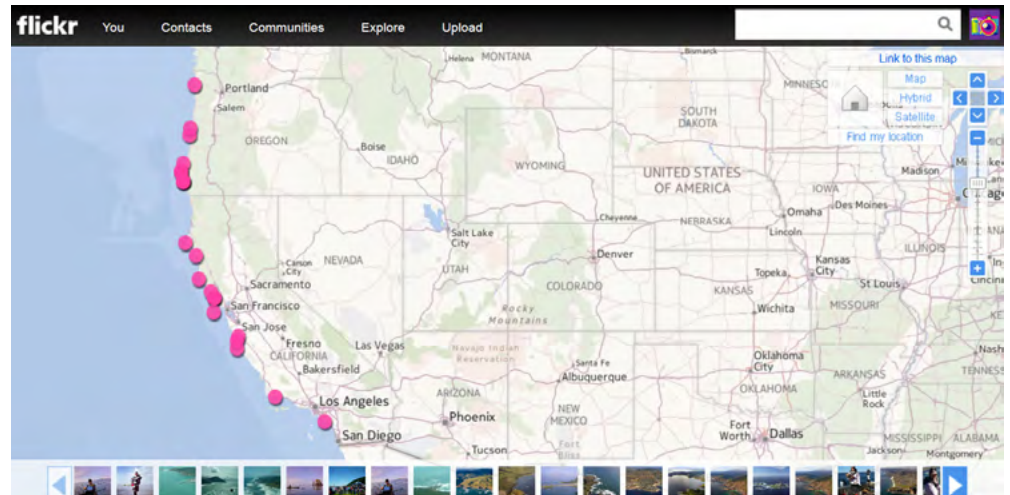 flickr You Contacts Communities Explore Upload
Link to this map
Map
Hybrid
Satellite
Find my location
Helena MONTANA
Bismarck
Portland
Salem
OREGON
Boise
IDAHO
WYOMING
SOUTH
DAKOTA
UNITED STATES
OF AMERICA
Madison
IOWA
Des Moines
Omaha
Cheyenne
NEBRASKA
Lincoln
Salt Lake
City
Carson
City
NEVADA
UTAH
Denver
COLORADO
Sacramento
San Francisco
San Jose
Fresno
CALIFORNIA
Bakersfield
Las Vegas
Rocky
Mountains
Navajo Indian
Reservation
Topeka
Kansas
City
KANSAS
Wichita
St Louis
MISSOURI
ILLINOIS
Santa Fe
Albuquerque
Oklahoma
City
OKLAHOMA
ARKANSAS
Little
Rock
Los Angeles
San Diego
ARIZONA
Phoenix
Tucson
NEW
MEXICO
Fort
Bliss
Fort
Worth
Dallas
MISSISSIPPI
ALABAMA
Jackson
Montgomery